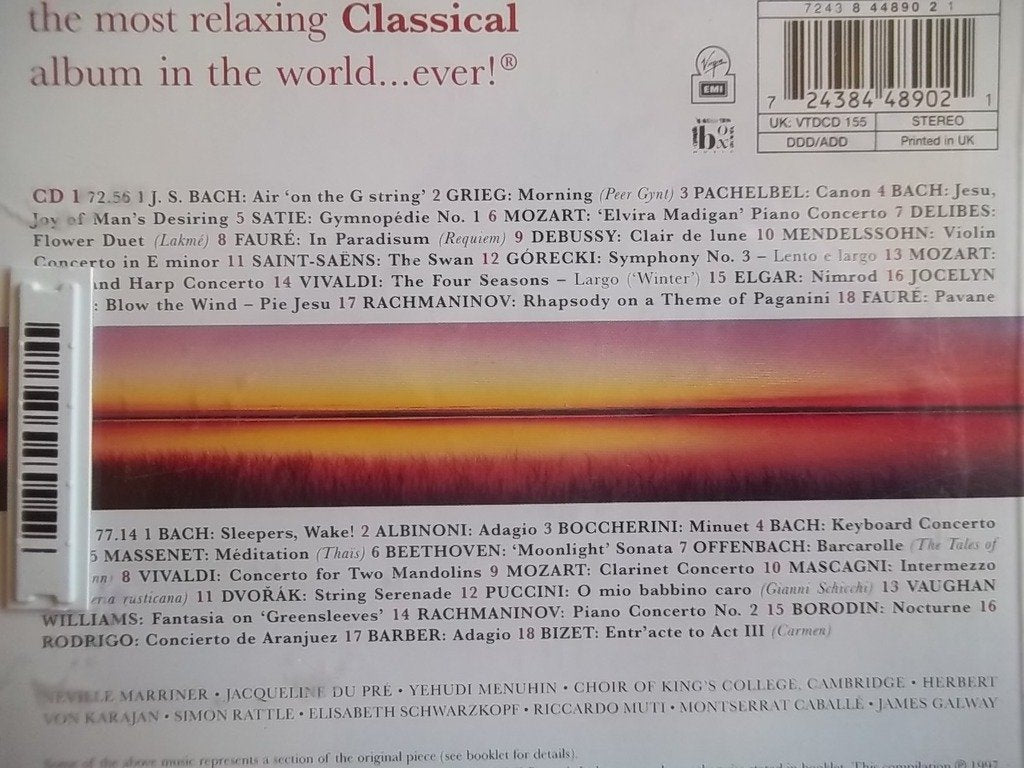 the most relaxing Classical
album in the world...ever!®
7243 8 44890 2 1
Virgin
EMI
7 24384 48902 1
UK: VTDCD 155 STEREO
DDD/ADD Printed in UK
CD 1 72.56 1 J. S. BACH: Air ‘on the G string’ 2 GRIEG: Morning (Peer Gynt) 3 PACHELBEL: Canon 4 BACH: Jesu,
Joy of Man's Desiring 5 SATIE: Gymnopédie No. 1 6 MOZART: ‘Elvira Madigan’ Piano Concerto 7 DELIBES:
Flower Duet (Lakmé) 8 FAURÉ: In Paradisum (Requiem) 9 DEBUSSY: Clair de lune 10 MENDELSSOHN: Violin
Concerto in E minor 11 SAINT-SAËNS: The Swan 12 GÓRECKI: Symphony No. 3 – Lento e largo 13 MOZART:
and Harp Concerto 14 VIVALDI: The Four Seasons – Largo (‘Winter’) 15 ELGAR: Nimrod 16 JOCELYN
: Blow the Wind – Pie Jesu 17 RACHMANINOV: Rhapsody on a Theme of Paganini 18 FAURÉ: Pavane
77.14 1 BACH: Sleepers, Wake! 2 ALBINONI: Adagio 3 BOCCHERINI: Minuet 4 BACH: Keyboard Concerto
5 MASSENET: Méditation (Thais) 6 BEETHOVEN: ‘Moonlight’ Sonata 7 OFFENBACH: Barcarolle (The Tales of
nn) 8 VIVALDI: Concerto for Two Mandolins 9 MOZART: Clarinet Concerto 10 MASCAGNI: Intermezzo
rusticana) 11 DVOŘÁK: String Serenade 12 PUCCINI: O mio babbino caro (Gianni Schicchi) 13 VAUGHAN
WILLIAMS: Fantasia on ‘Greensleeves’ 14 RACHMANINOV: Piano Concerto No. 2 15 BORODIN: Nocturne 16
RODRIGO: Concierto de Aranjuez 17 BARBER: Adagio 18 BIZET: Entr'acte to Act III (Carmen)
NEVILLE MARRINER • JACQUELINE DU PRÉ • YEHUDI MENUHIN • CHOIR OF KING'S COLLEGE, CAMBRIDGE • HERBERT
VON KARAJAN • SIMON RATTLE • ELISABETH SCHWARZKOPF • RICCARDO MUTI • MONTSERRAT CABALLÉ • JAMES GALWAY
Some of the above music represents a section of the original piece (see booklet for details).
stated in booklet. This compilation ℗ 1997